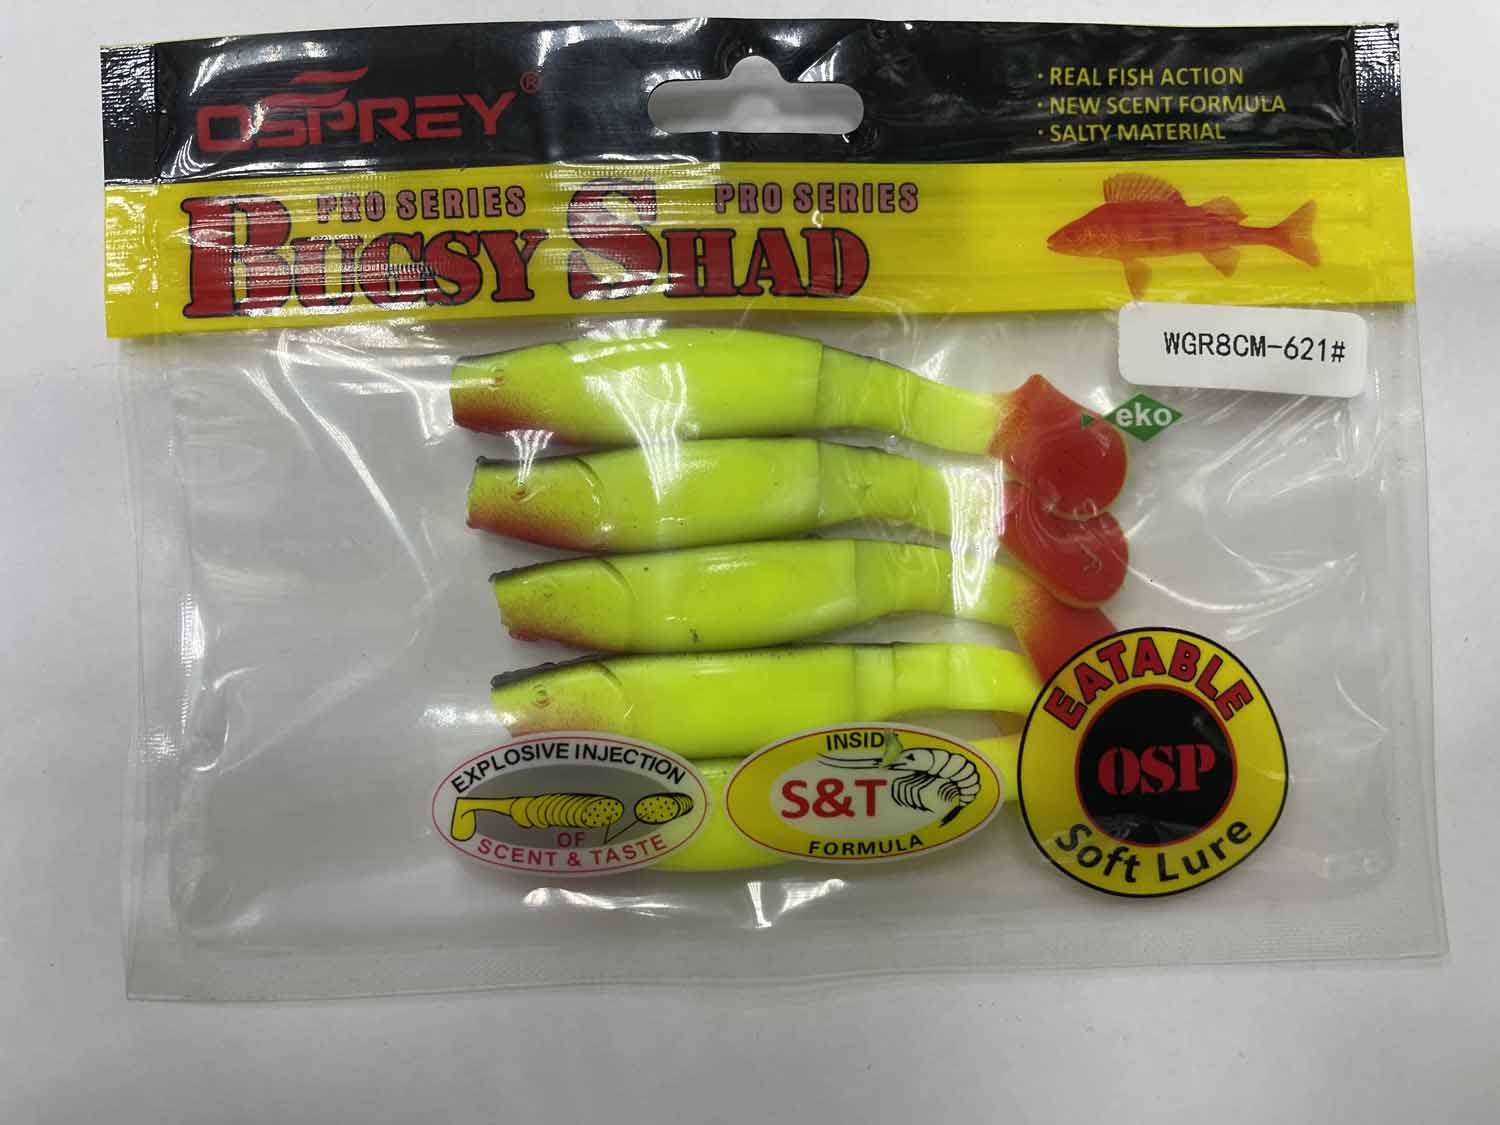 OSPREY®
· REAL FISH ACTION
· NEW SCENT FORMULA
· SALTY MATERIAL
PRO SERIES PRO SERIES
BUGSY SHAD
WGR8CM-621#
eko
EXPLOSIVE INJECTION
OF
SCENT & TASTE
INSIDE
S&T
FORMULA
EATABLE
OSP
Soft Lure